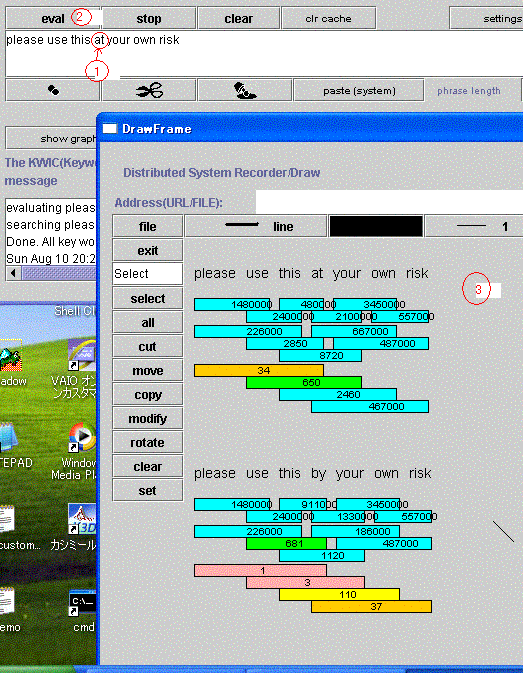 eval 2 stop clear clr cache settings
please use this at your own risk
1
paste (system) phrase length
show graph
DrawFrame
The KWIC(Keyw
message
Distributed System Recorder/Draw
Address(URL/FILE):
evaluating pleas
searching pleas
Done. All key wo
Sun Aug 10 20:2
file line 1
exit
Select
select
all
cut
move
copy
modify
rotate
clear
set
please use this at your own risk
3
1480000 480000 3450000
2400000 2100000 557000
226000 667000
2850 487000
8720
34
650
2460
467000
please use this by your own risk
1480000 911000 3450000
2400000 1330000 557000
226000 186000
681 487000
1120
1
3
110
37
Shell Cl
adow
VAIO オン
ンカスタマ
TEPAD
Window
Media Pl
custom...
カシミール
emo
cmd